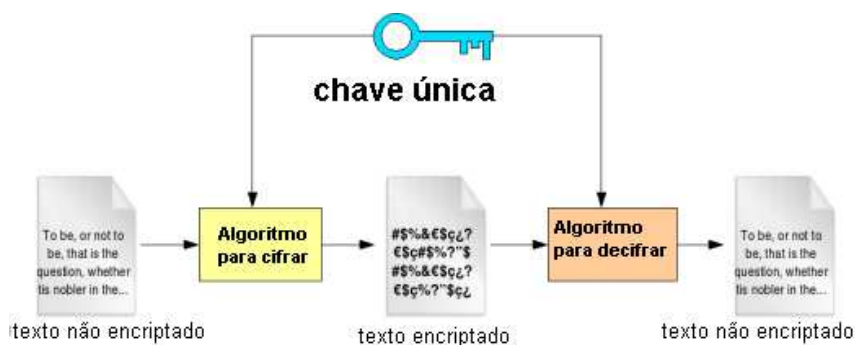 chave única
To be, or not to
be, that is the
question, whether
tis nobler in the...
Algoritmo
para cifrar
#$%&€$ç¿?
€$ç#$%?"$
#$%&€$ç¿?
€$ç%?"$ç¿
Algoritmo
para decifrar
To be, or not to
be, that is the
question, whether
tis nobler in the...
texto não encriptado
texto encriptado
texto não encriptado